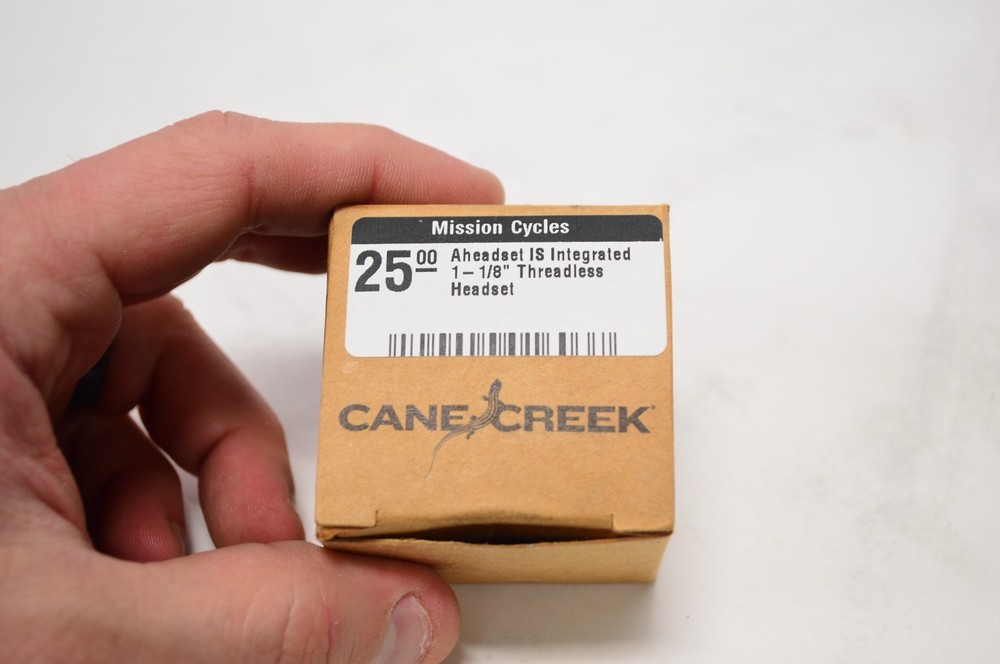 Mission Cycles
25 00
Aheadset IS Integrated
1-1/8" Threadless
Headset
CANE CREEK